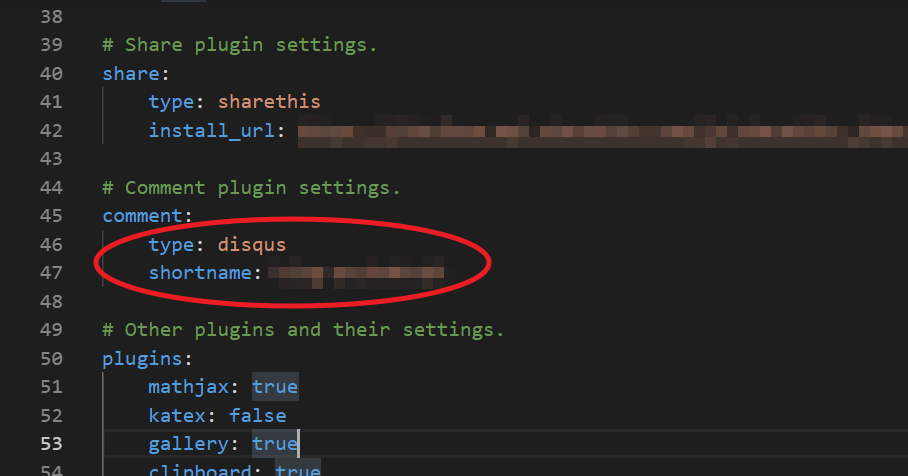 38
39 # Share plugin settings.
40 share:
41 type: sharethis
42 install_url:
43
44 # Comment plugin settings.
45 comment:
46 type: disqus
47 shortname:
48
49 # Other plugins and their settings.
50 plugins:
51 mathjax: true
52 katex: false
53 gallery: true
54 clipboard: true